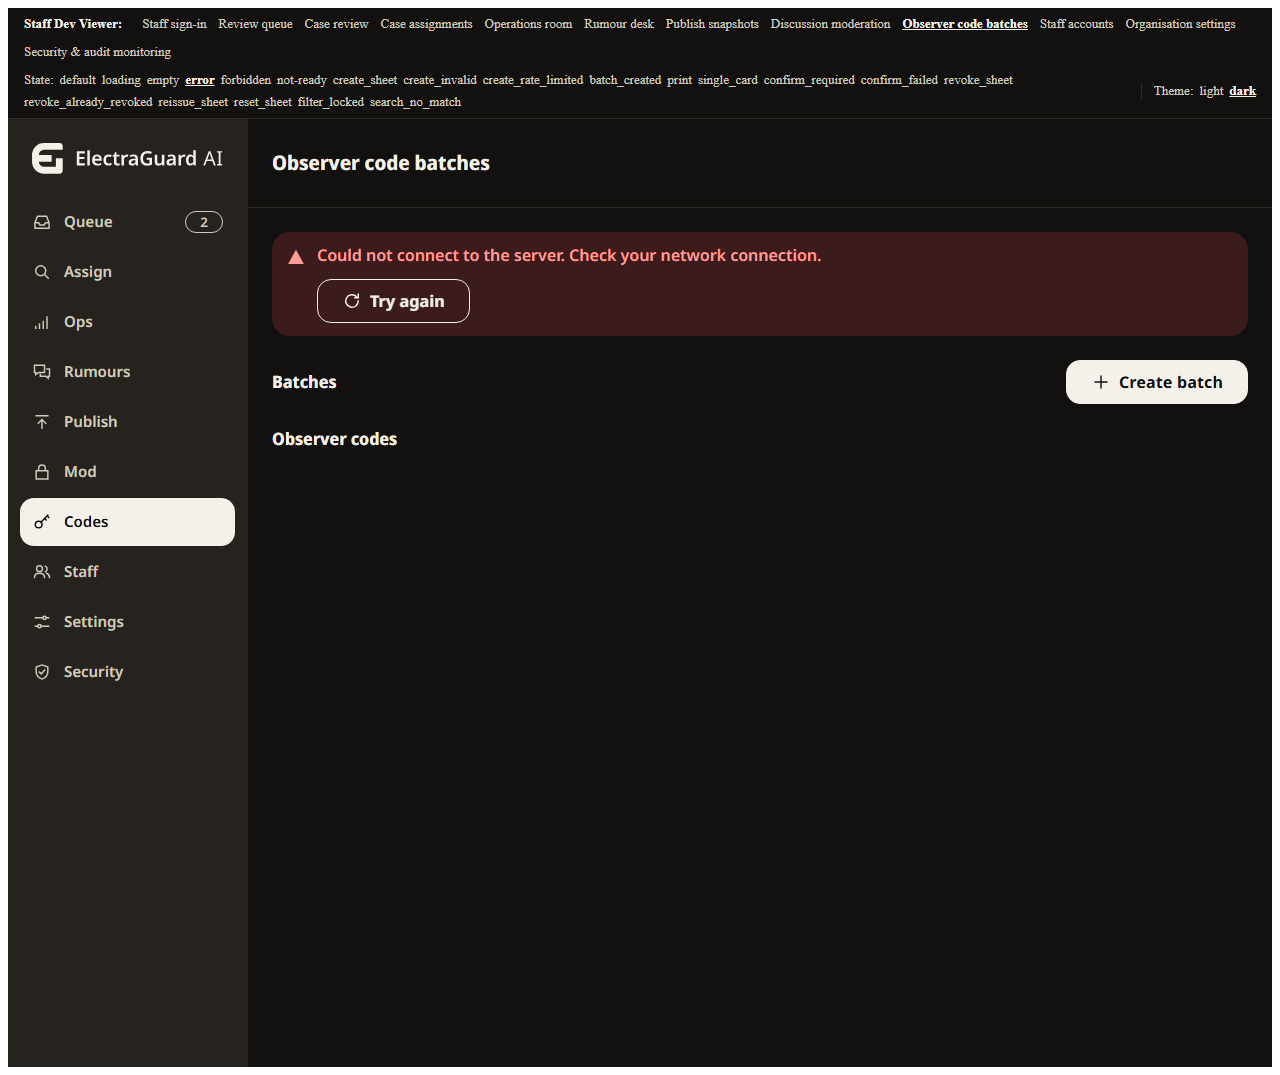 Staff Dev Viewer: Staff sign-in Review queue Case review Case assignments Operations room Rumour desk Publish snapshots Discussion moderation Observer code batches Staff accounts Organisation settings
Security & audit monitoring
State: default loading empty error forbidden not-ready create_sheet create_invalid create_rate_limited batch_created print single_card confirm_required confirm_failed revoke_sheet
revoke_already_revoked reissue_sheet reset_sheet filter_locked search_no_match
Theme: light dark
ElectraGuard AI
Queue 2
Assign
Ops
Rumours
Publish
Mod
Codes
Staff
Settings
Security
Observer code batches
Could not connect to the server. Check your network connection.
Try again
Batches
Create batch
Observer codes